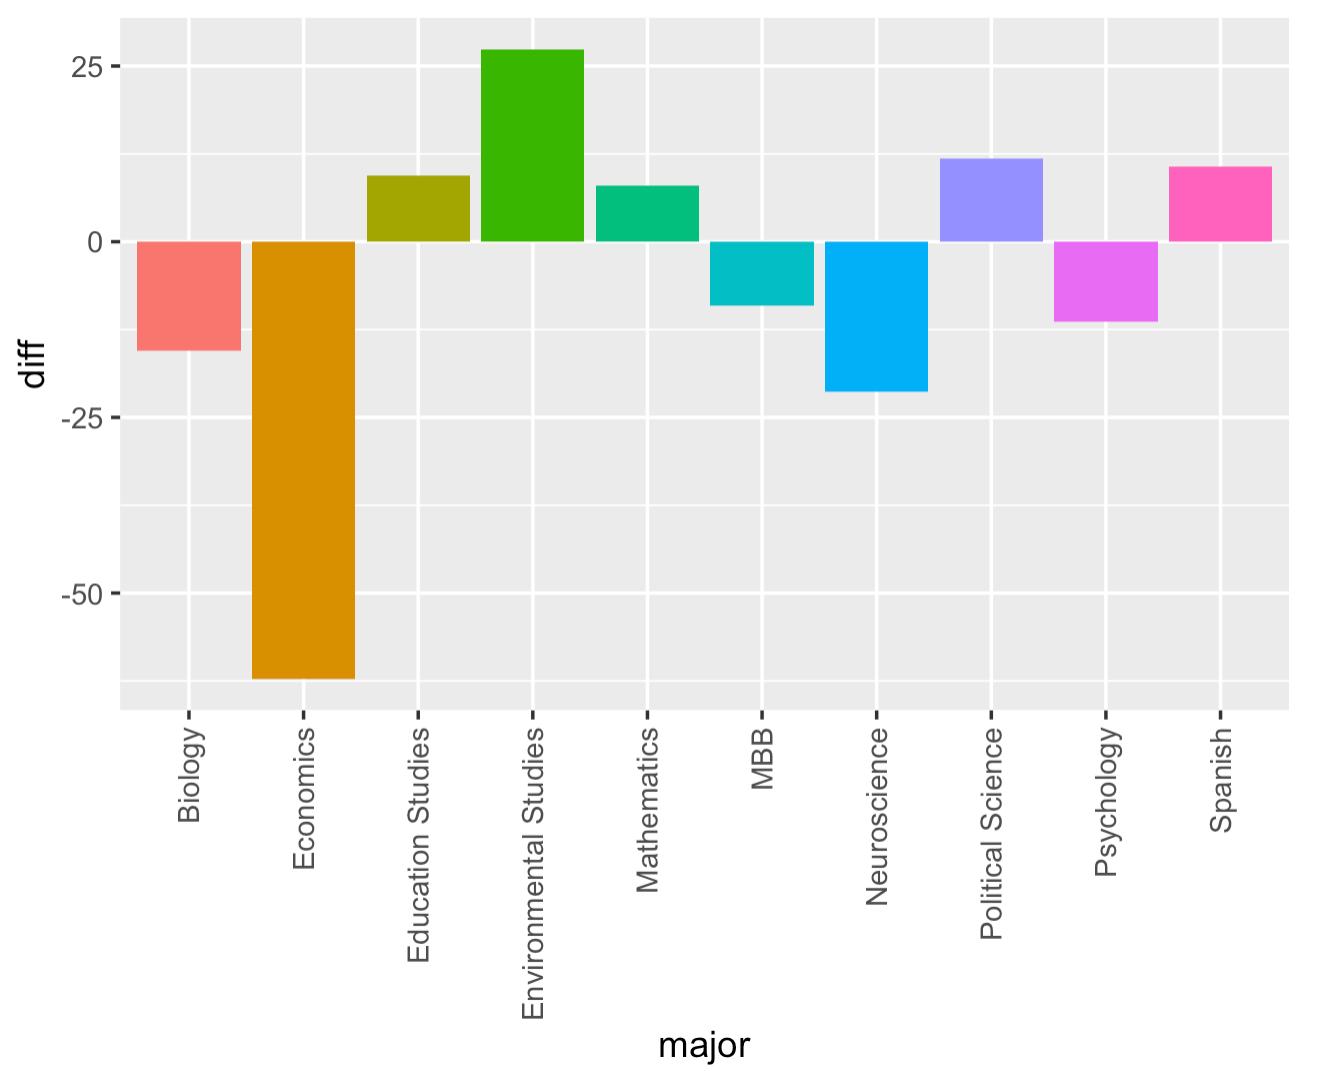 25
0
-25
-50
diff
Biology
Economics
Education Studies
Environmental Studies
Mathematics
MBB
Neuroscience
Political Science
Psychology
Spanish
major